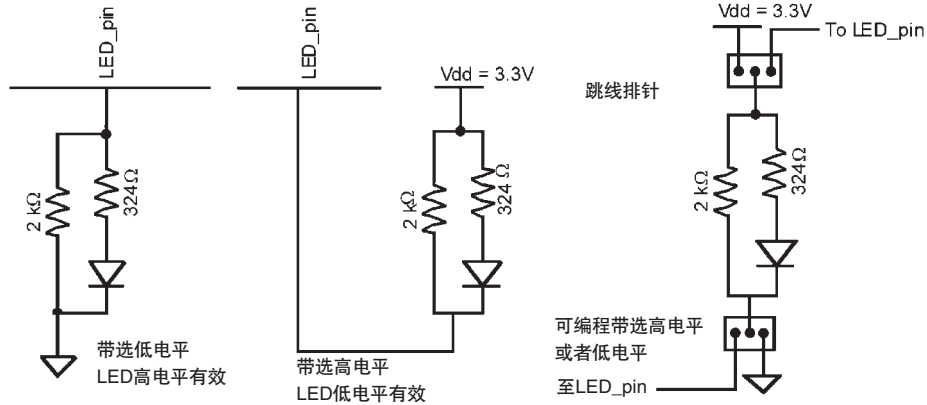 LED_pin
2 kΩ
324Ω
带选低电平
LED高电平有效
LED_pin
Vdd = 3.3V
2 kΩ
324 Ω
带选高电平
LED低电平有效
Vdd = 3.3V
To LED_pin
跳线排针
2 kΩ
324Ω
可编程带选高电平
或者低电平
至LED_pin